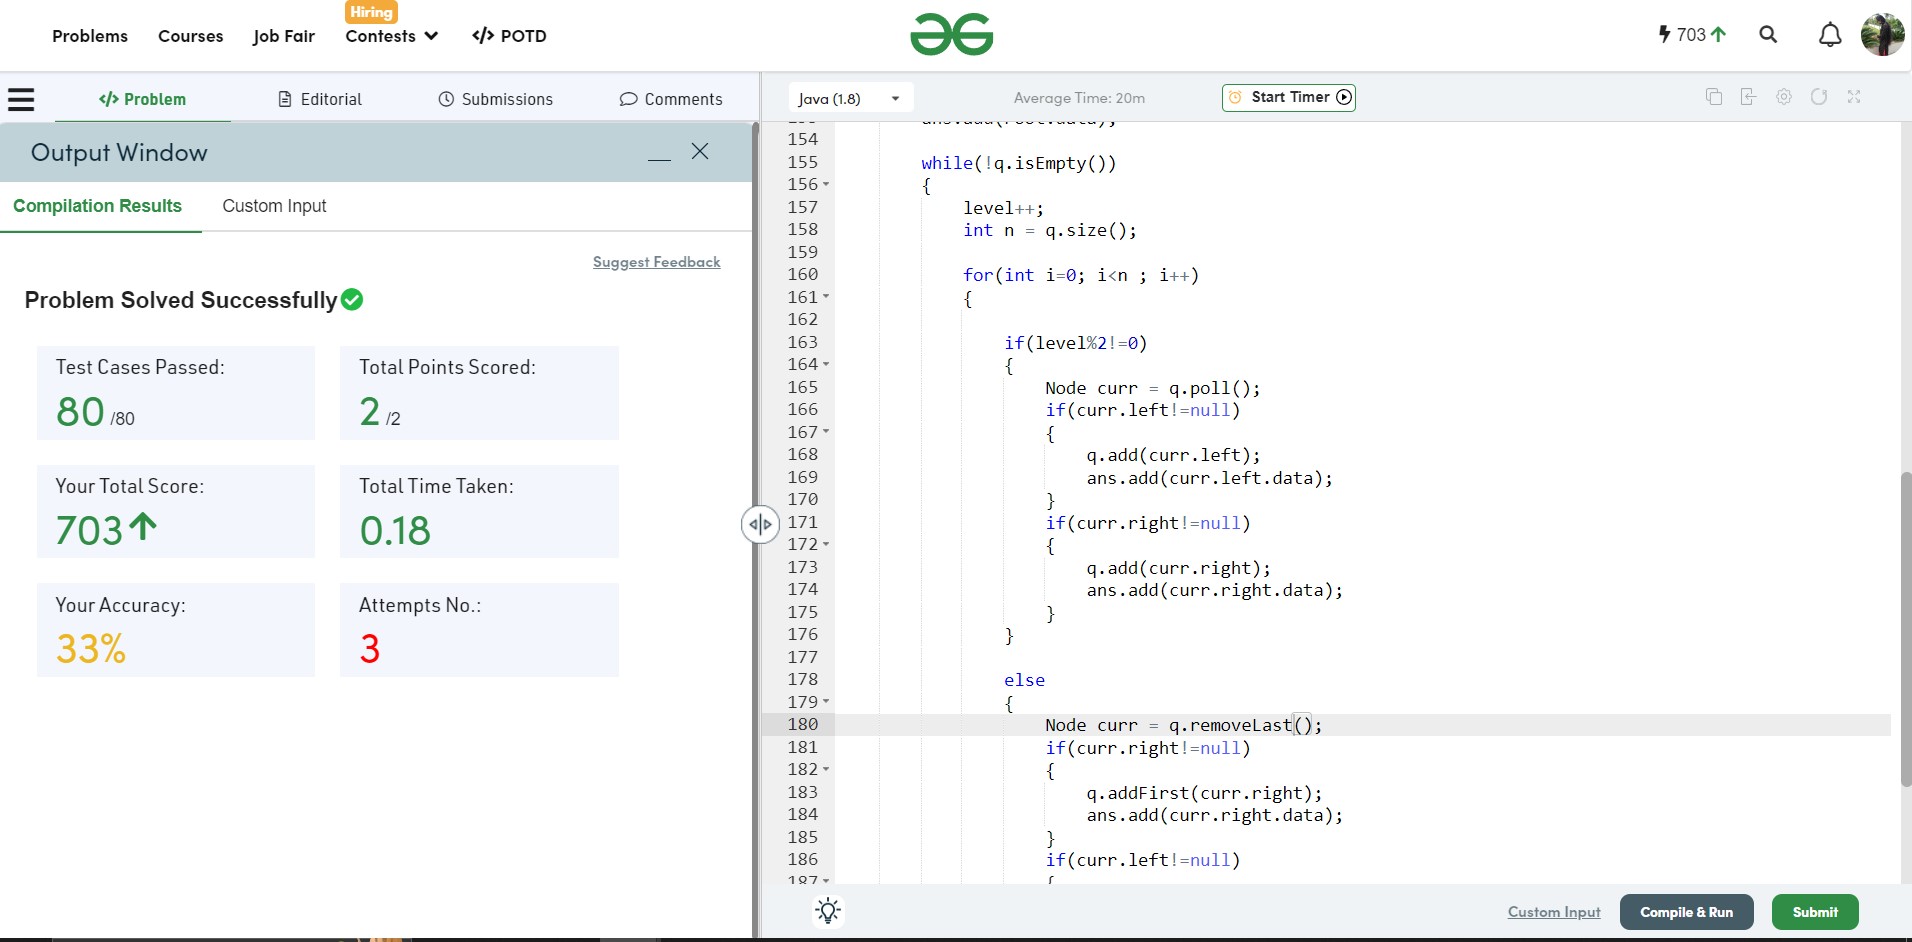 Hiring
Problems Courses Job Fair Contests </> POTD
703
</> Problem Editorial Submissions Comments
Java (1.8) Average Time: 20m Start Timer
Output Window
Compilation Results Custom Input
Suggest Feedback
Problem Solved Successfully
Test Cases Passed:
80 /80
Total Points Scored:
2 /2
Your Total Score:
703
Total Time Taken:
0.18
Your Accuracy:
33%
Attempts No.:
3
154
155 while(!q.isEmpty())
156 {
157 level++;
158 int n = q.size();
159
160 for(int i=0; i<n ; i++)
161 {
162
163 if(level%2!=0)
164 {
165 Node curr = q.poll();
166 if(curr.left!=null)
167 {
168 q.add(curr.left);
169 ans.add(curr.left.data);
170 }
171 if(curr.right!=null)
172 {
173 q.add(curr.right);
174 ans.add(curr.right.data);
175 }
176 }
177
178 else
179 {
180 Node curr = q.removeLast();
181 if(curr.right!=null)
182 {
183 q.addFirst(curr.right);
184 ans.add(curr.right.data);
185 }
186 if(curr.left!=null)
187 {
Custom Input Compile & Run Submit